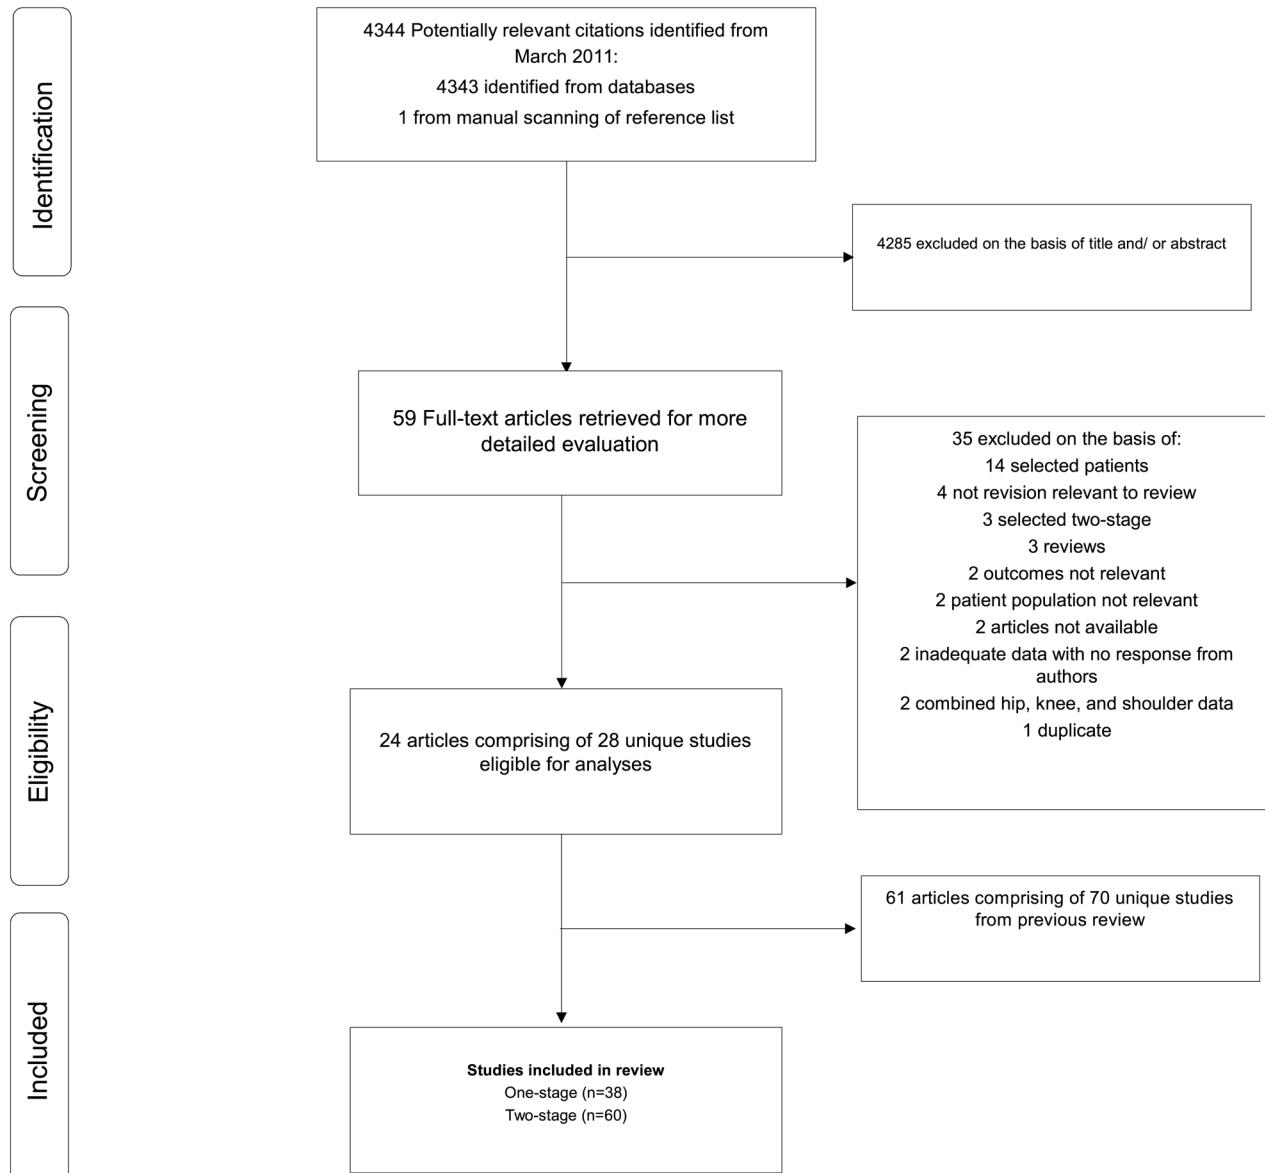 Identification
4344 Potentially relevant citations identified from
March 2011:
4343 identified from databases
1 from manual scanning of reference list
4285 excluded on the basis of title and/ or abstract
Screening
59 Full-text articles retrieved for more
detailed evaluation
35 excluded on the basis of:
14 selected patients
4 not revision relevant to review
3 selected two-stage
3 reviews
2 outcomes not relevant
2 patient population not relevant
2 articles not available
2 inadequate data with no response from
authors
2 combined hip, knee, and shoulder data
1 duplicate
Eligibility
24 articles comprising of 28 unique studies
eligible for analyses
61 articles comprising of 70 unique studies
from previous review
Included
Studies included in review
One-stage (n=38)
Two-stage (n=60)